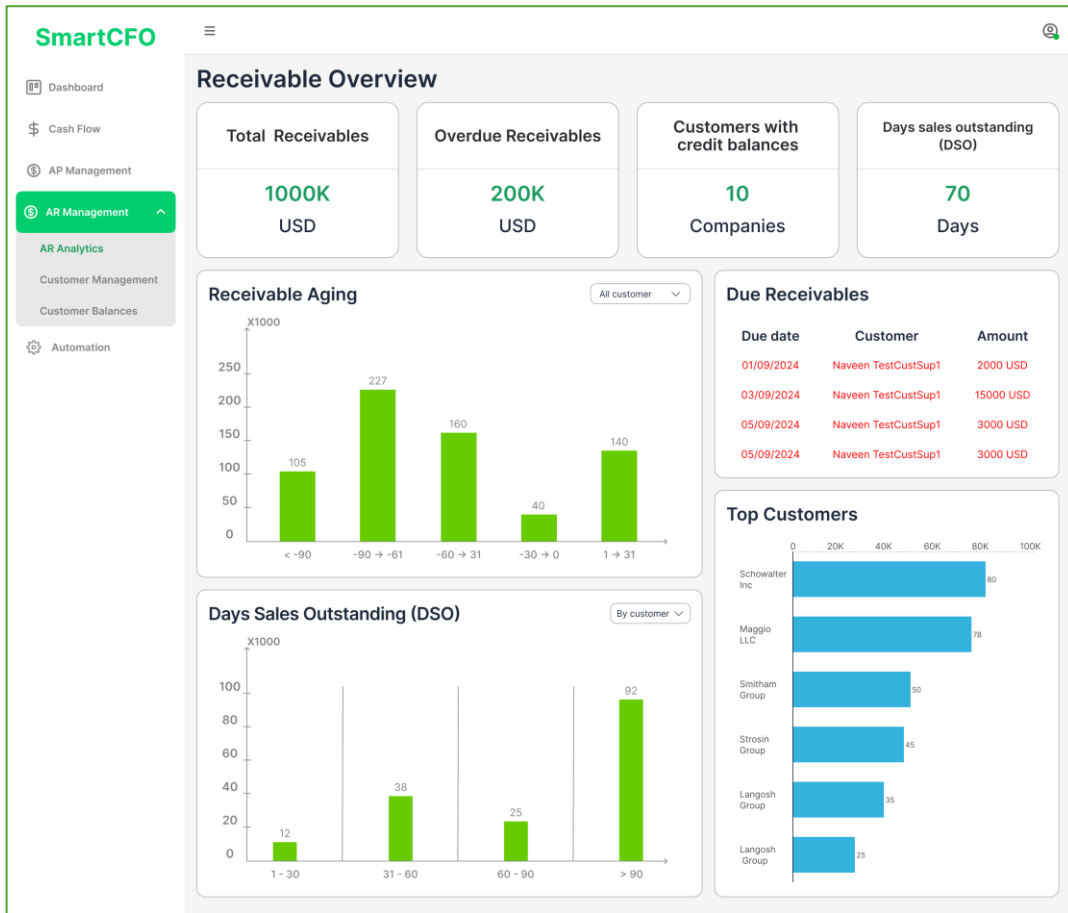 SmartCFO
Dashboard
Cash Flow
AP Management
AR Management
AR Analytics
Customer Management
Customer Balances
Automation
Receivable Overview
Total Receivables
1000K
USD
Overdue Receivables
200K
USD
Customers with
credit balances
10
Companies
Days sales outstanding
(DSO)
70
Days
Receivable Aging
All customer
X1000
250
200
150
100
50
0
105
227
160
40
140
< -90
-90 → -61
-60 → 31
-30 → 0
1 → 31
Days Sales Outstanding (DSO)
By customer
X1000
100
80
60
40
20
0
12
38
25
92
1 - 30
31 - 60
60 - 90
> 90
Due Receivables
Due date Customer Amount
01/09/2024 Naveen TestCustSup1 2000 USD
03/09/2024 Naveen TestCustSup1 15000 USD
05/09/2024 Naveen TestCustSup1 3000 USD
05/09/2024 Naveen TestCustSup1 3000 USD
Top Customers
0 20K 40K 60K 80K 100K
Schowalter
Inc
80
Maggio
LLC
78
Smitham
Group
50
Strosin
Group
45
Langosh
Group
35
Langosh
Group
25